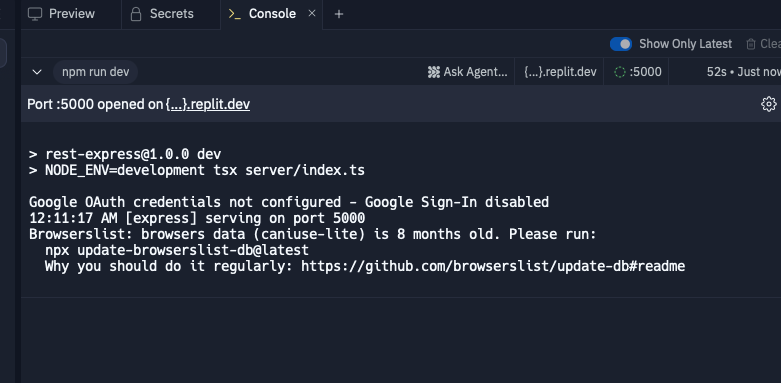 Preview Secrets Console × +
Show Only Latest
npm run dev Ask Agent... {...}.replit.dev :5000 52s • Just now
Port :5000 opened on {...}.replit.dev
> rest-express@1.0.0 dev
> NODE_ENV=development tsx server/index.ts
Google OAuth credentials not configured - Google Sign-In disabled
12:11:17 AM [express] serving on port 5000
Browserslist: browsers data (caniuse-lite) is 8 months old. Please run:
npx update-browserslist-db@latest
Why you should do it regularly: https://github.com/browserslist/update-db#readme